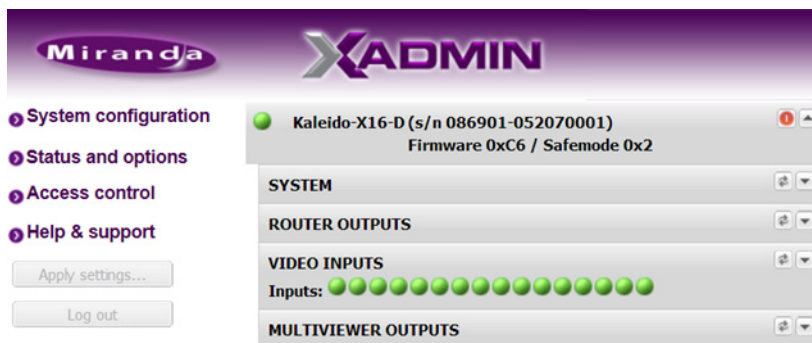 Miranda
XADMIN
System configuration
Status and options
Access control
Help & support
Apply settings...
Log out
Kaleido-X16-D (s/n 086901-052070001)
Firmware 0xC6 / Safemode 0x2
SYSTEM
ROUTER OUTPUTS
VIDEO INPUTS
Inputs:
MULTIVIEWER OUTPUTS